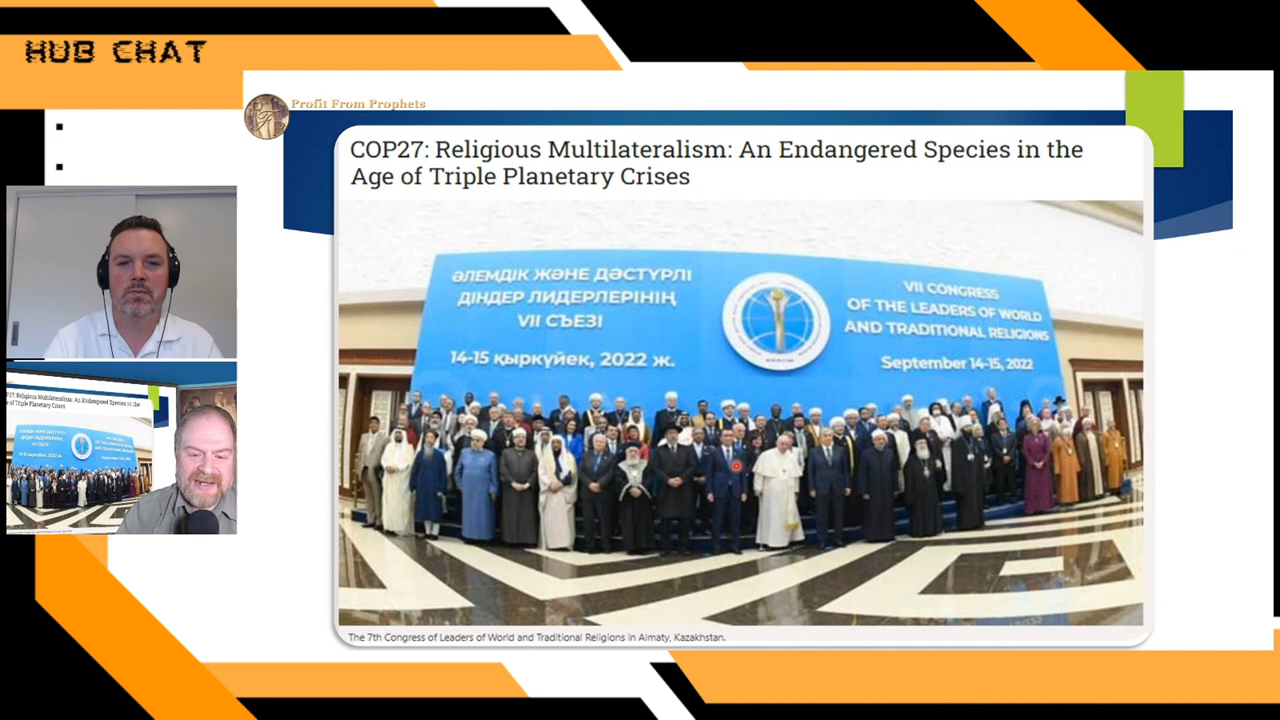 HUB CHAT
Profit From Prophets
COP27: Religious Multilateralism: An Endangered Species in the
Age of Triple Planetary Crises
ӘЛЕМДІК ЖӘНЕ ДӘСТҮРЛІ
ДІНДЕР ЛИДЕРЛЕРІНІҢ
VII СЪЕЗІ
14-15 қыркүйек, 2022 ж.
VII CONGRESS
OF THE LEADERS OF WORLD
AND TRADITIONAL RELIGIONS
September 14-15, 2022
The 7th Congress of Leaders of World and Traditional Religions in Almaty, Kazakhstan.